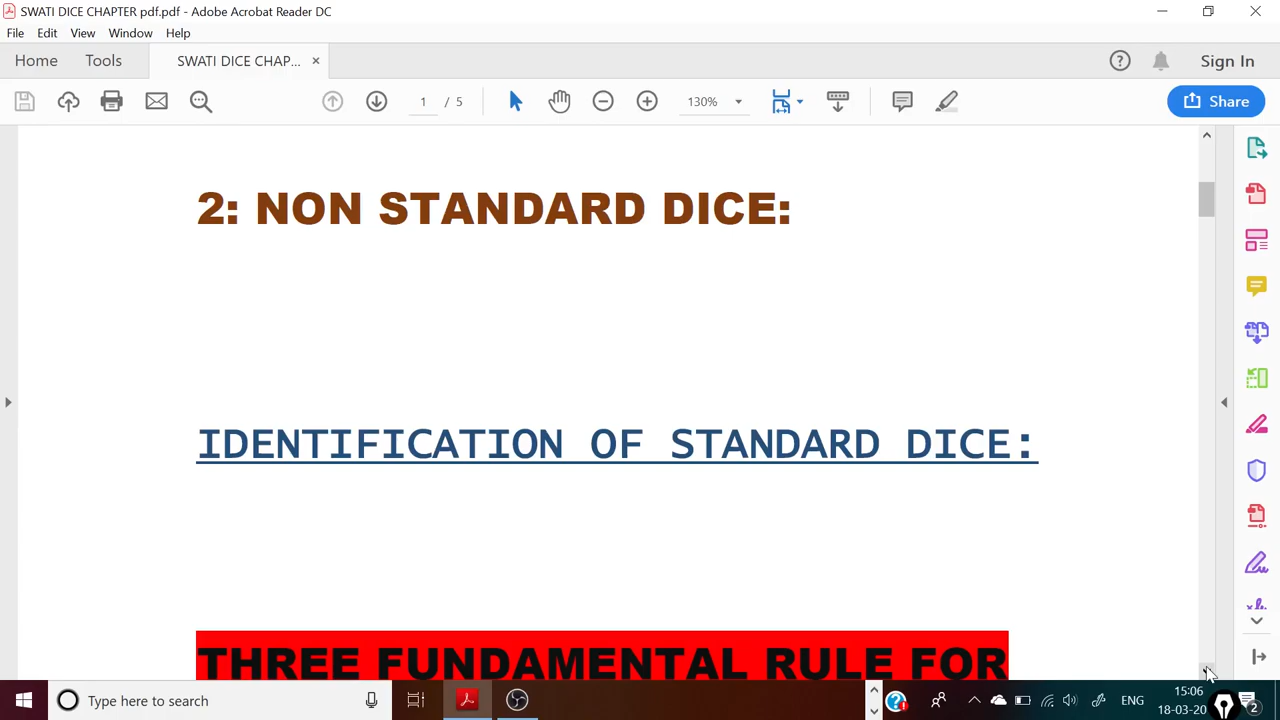 SWATI DICE CHAPTER pdf.pdf - Adobe Acrobat Reader DC
File Edit View Window Help
Home Tools SWATI DICE CHAP... Sign In
1 / 5 130% Share
2: NON STANDARD DICE:
IDENTIFICATION OF STANDARD DICE:
THREE FUNDAMENTAL RULE FOR
Type here to search
ENG
15:06
18-03-20
2